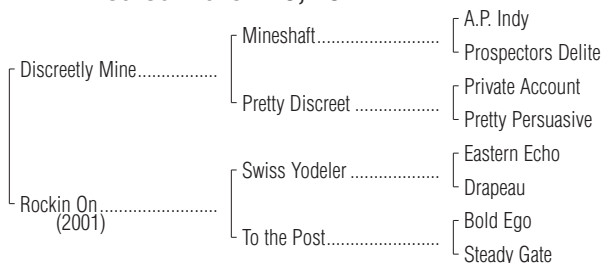 Discreetly Mine................
Mineshaft........................
A.P. Indy
Prospectors Delite
Pretty Discreet .................
Private Account
Pretty Persuasive
Rockin On........................
(2001)
Swiss Yodeler ..................
Eastern Echo
Drapeau
To the Post.......................
Bold Ego
Steady Gate